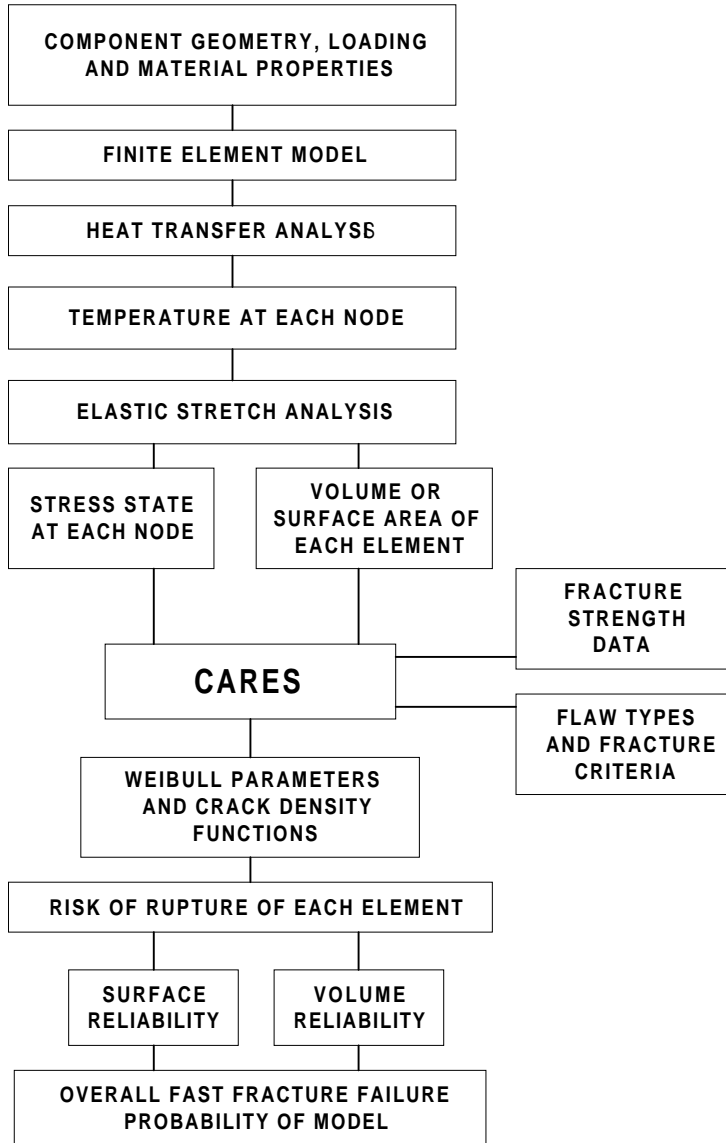 COMPONENT GEOMETRY, LOADING
AND MATERIAL PROPERTIES
FINITE ELEMENT MODEL
HEAT TRANSFER ANALYSIS
TEMPERATURE AT EACH NODE
ELASTIC STRETCH ANALYSIS
STRESS STATE
AT EACH NODE
VOLUME OR
SURFACE AREA OF
EACH ELEMENT
FRACTURE
STRENGTH
DATA
CARES
FLAW TYPES
AND FRACTURE
CRITERIA
WEIBULL PARAMETERS
AND CRACK DENSITY
FUNCTIONS
RISK OF RUPTURE OF EACH ELEMENT
SURFACE
RELIABILITY
VOLUME
RELIABILITY
OVERALL FAST FRACTURE FAILURE
PROBABILITY OF MODEL